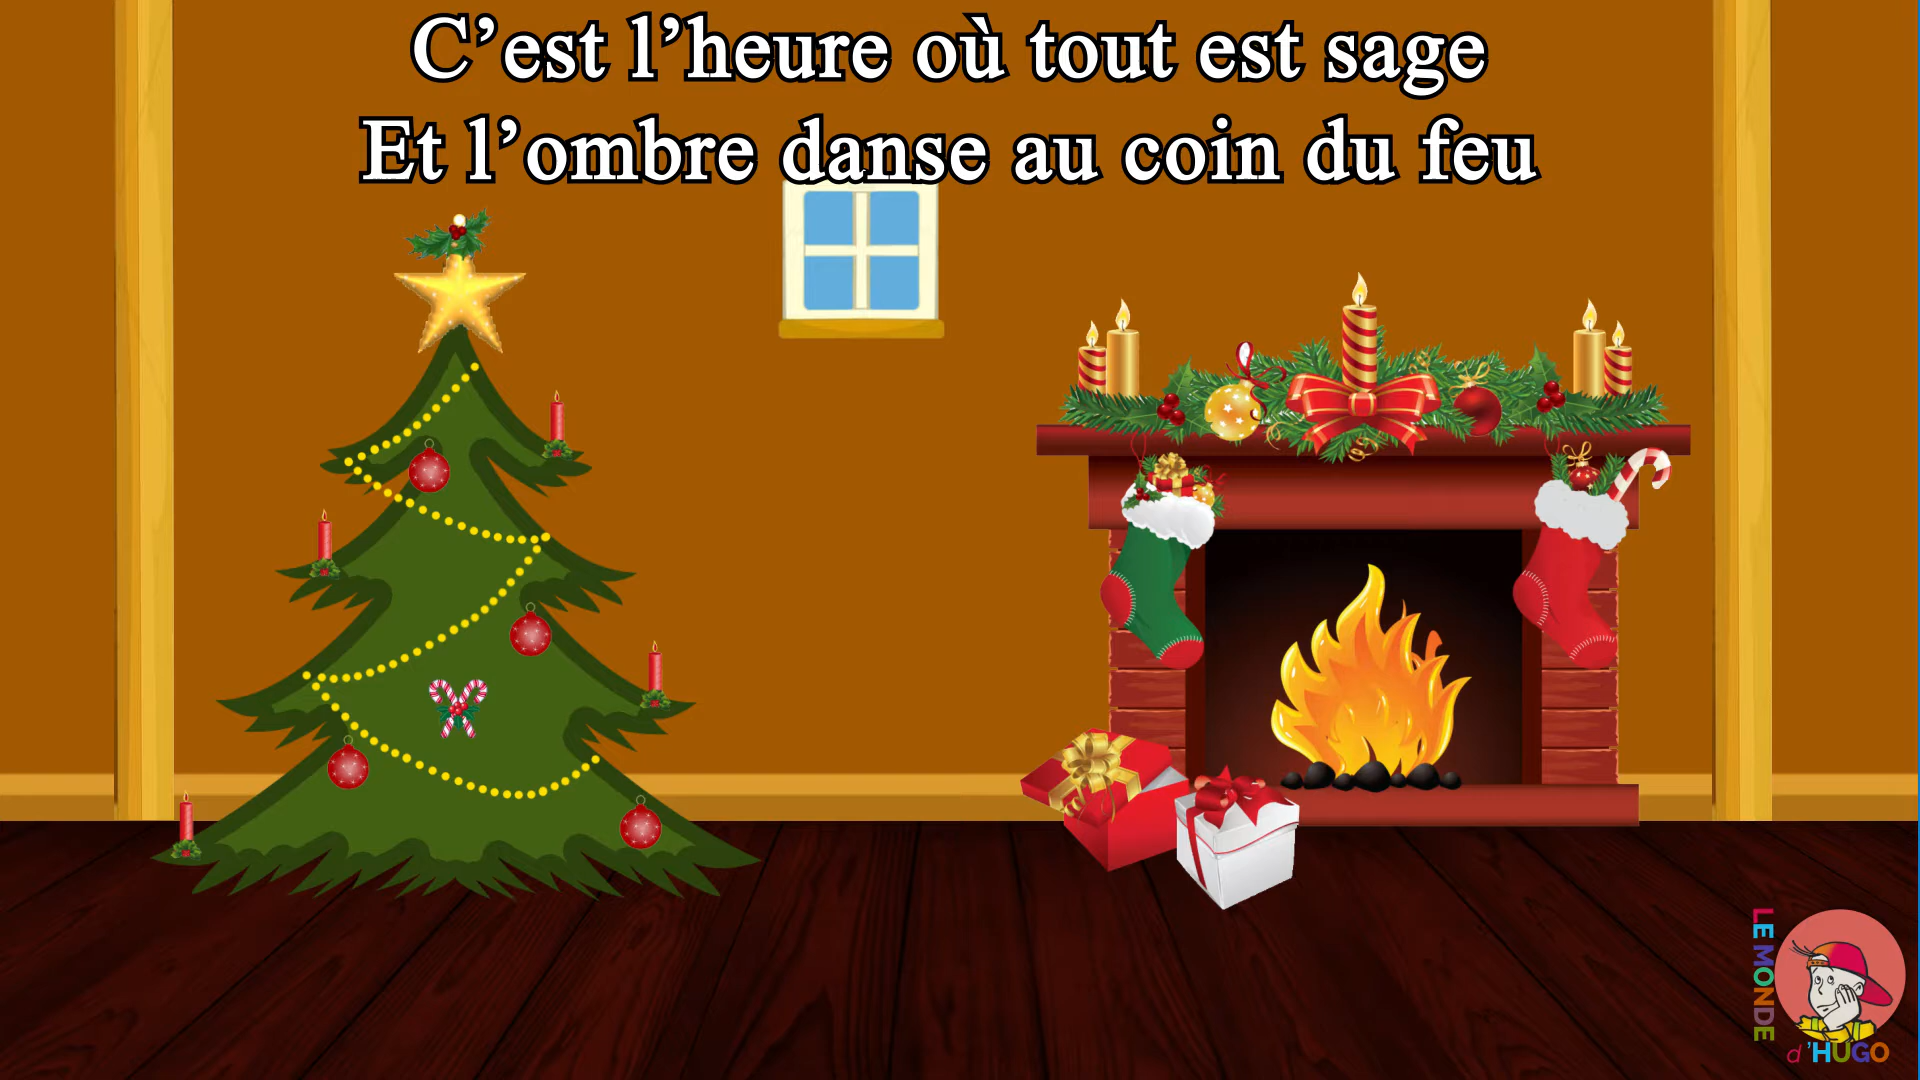 C’est l’heure où tout est sage
Et l’ombre danse au coin du feu
LE MONDE
d’HUGO